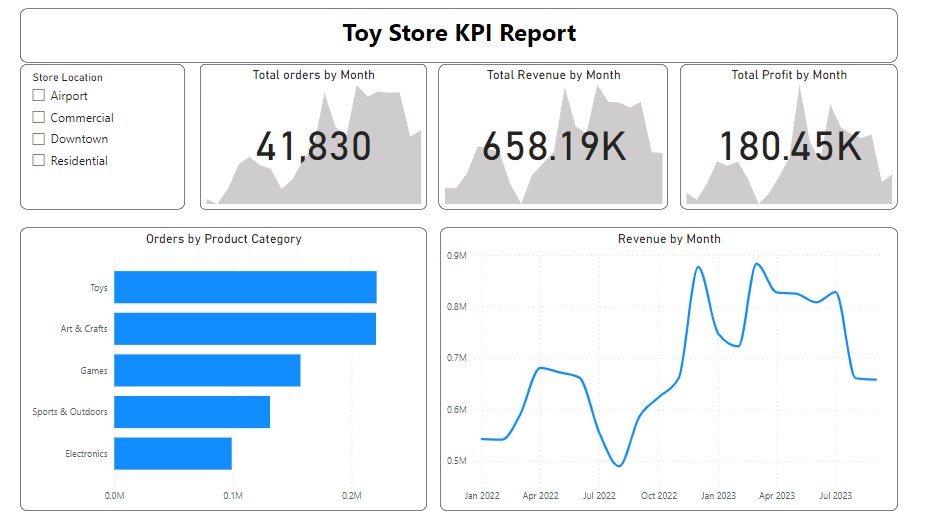 Toy Store KPI Report
Store Location
Airport
Commercial
Downtown
Residential
Total orders by Month
41,830
Total Revenue by Month
658.19K
Total Profit by Month
180.45K
Orders by Product Category
Toys
Art & Crafts
Games
Sports & Outdoors
Electronics
0.0M 0.1M 0.2M
Revenue by Month
0.9M
0.8M
0.7M
0.6M
0.5M
Jan 2022 Apr 2022 Jul 2022 Oct 2022 Jan 2023 Apr 2023 Jul 2023